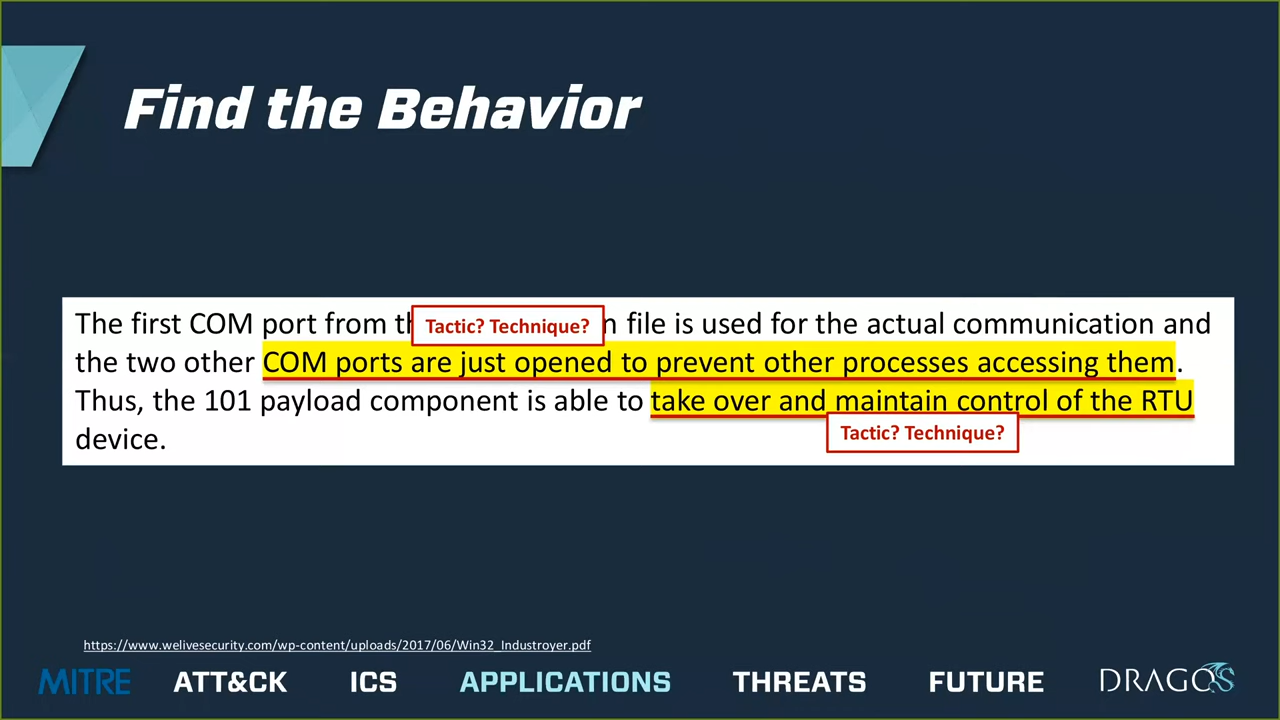 Find the Behavior
The first COM port from th Tactic? Technique? n file is used for the actual communication and
the two other COM ports are just opened to prevent other processes accessing them.
Thus, the 101 payload component is able to take over and maintain control of the RTU
device.
Tactic? Technique?
https://www.welivesecurity.com/wp-content/uploads/2017/06/Win32_Industroyer.pdf
MITRE ATT&CK ICS APPLICATIONS THREATS FUTURE DRAGOS